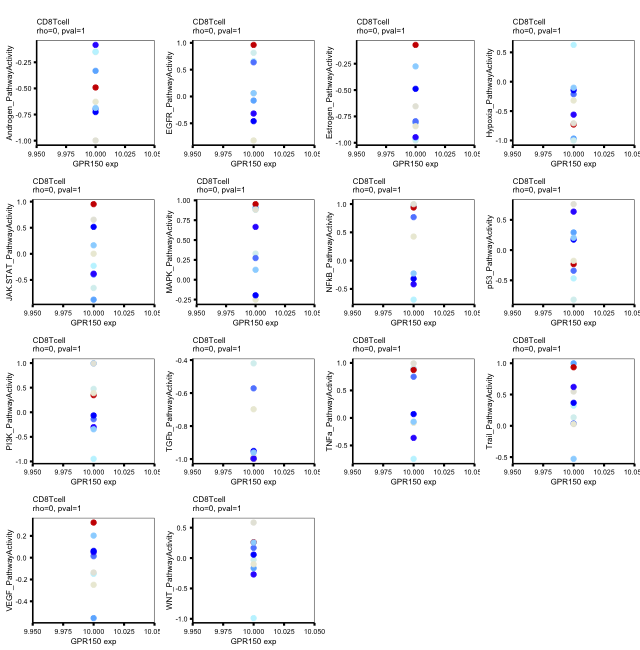 CD8Tcell
rho=0, pval=1
Androgen_PathwayActivity
-0.25
-0.50
-0.75
-1.00
9.950 9.975 10.000 10.025 10.05
GPR150 exp
CD8Tcell
rho=0, pval=1
EGFR_PathwayActivity
1.0
0.5
0.0
-0.5
9.950 9.975 10.000 10.025 10.05
GPR150 exp
CD8Tcell
rho=0, pval=1
Estrogen_PathwayActivity
-0.25
-0.50
-0.75
-1.00
9.950 9.975 10.000 10.025 10.05
GPR150 exp
CD8Tcell
rho=0, pval=1
Hypoxia_PathwayActivity
0.5
0.0
-0.5
-1.0
9.950 9.975 10.000 10.025 10.05
GPR150 exp
CD8Tcell
rho=0, pval=1
JAK.STAT_PathwayActivity
1.0
0.5
0.0
-0.5
9.950 9.975 10.000 10.025 10.05
GPR150 exp
CD8Tcell
rho=0, pval=1
MAPK_PathwayActivity
1.00
0.75
0.50
0.25
0.00
-0.25
9.950 9.975 10.000 10.025 10.05
GPR150 exp
CD8Tcell
rho=0, pval=1
NFkB_PathwayActivity
1.0
0.5
0.0
-0.5
9.950 9.975 10.000 10.025 10.05
GPR150 exp
CD8Tcell
rho=0, pval=1
p53_PathwayActivity
0.5
0.0
-0.5
9.950 9.975 10.000 10.025 10.05
GPR150 exp
CD8Tcell
rho=0, pval=1
PI3K_PathwayActivity
1.0
0.5
0.0
-0.5
-1.0
9.950 9.975 10.000 10.025 10.05
GPR150 exp
CD8Tcell
rho=0, pval=1
TGFb_PathwayActivity
-0.4
-0.6
-0.8
-1.0
9.950 9.975 10.000 10.025 10.05
GPR150 exp
CD8Tcell
rho=0, pval=1
TNFa_PathwayActivity
1.0
0.5
0.0
-0.5
9.950 9.975 10.000 10.025 10.05
GPR150 exp
CD8Tcell
rho=0, pval=1
Trail_PathwayActivity
1.0
0.5
0.0
-0.5
9.950 9.975 10.000 10.025 10.05
GPR150 exp
CD8Tcell
rho=0, pval=1
VEGF_PathwayActivity
0.2
0.0
-0.2
-0.4
9.950 9.975 10.000 10.025 10.05
GPR150 exp
CD8Tcell
rho=0, pval=1
WNT_PathwayActivity
0.5
0.0
-0.5
-1.0
9.950 9.975 10.000 10.025 10.050
GPR150 exp